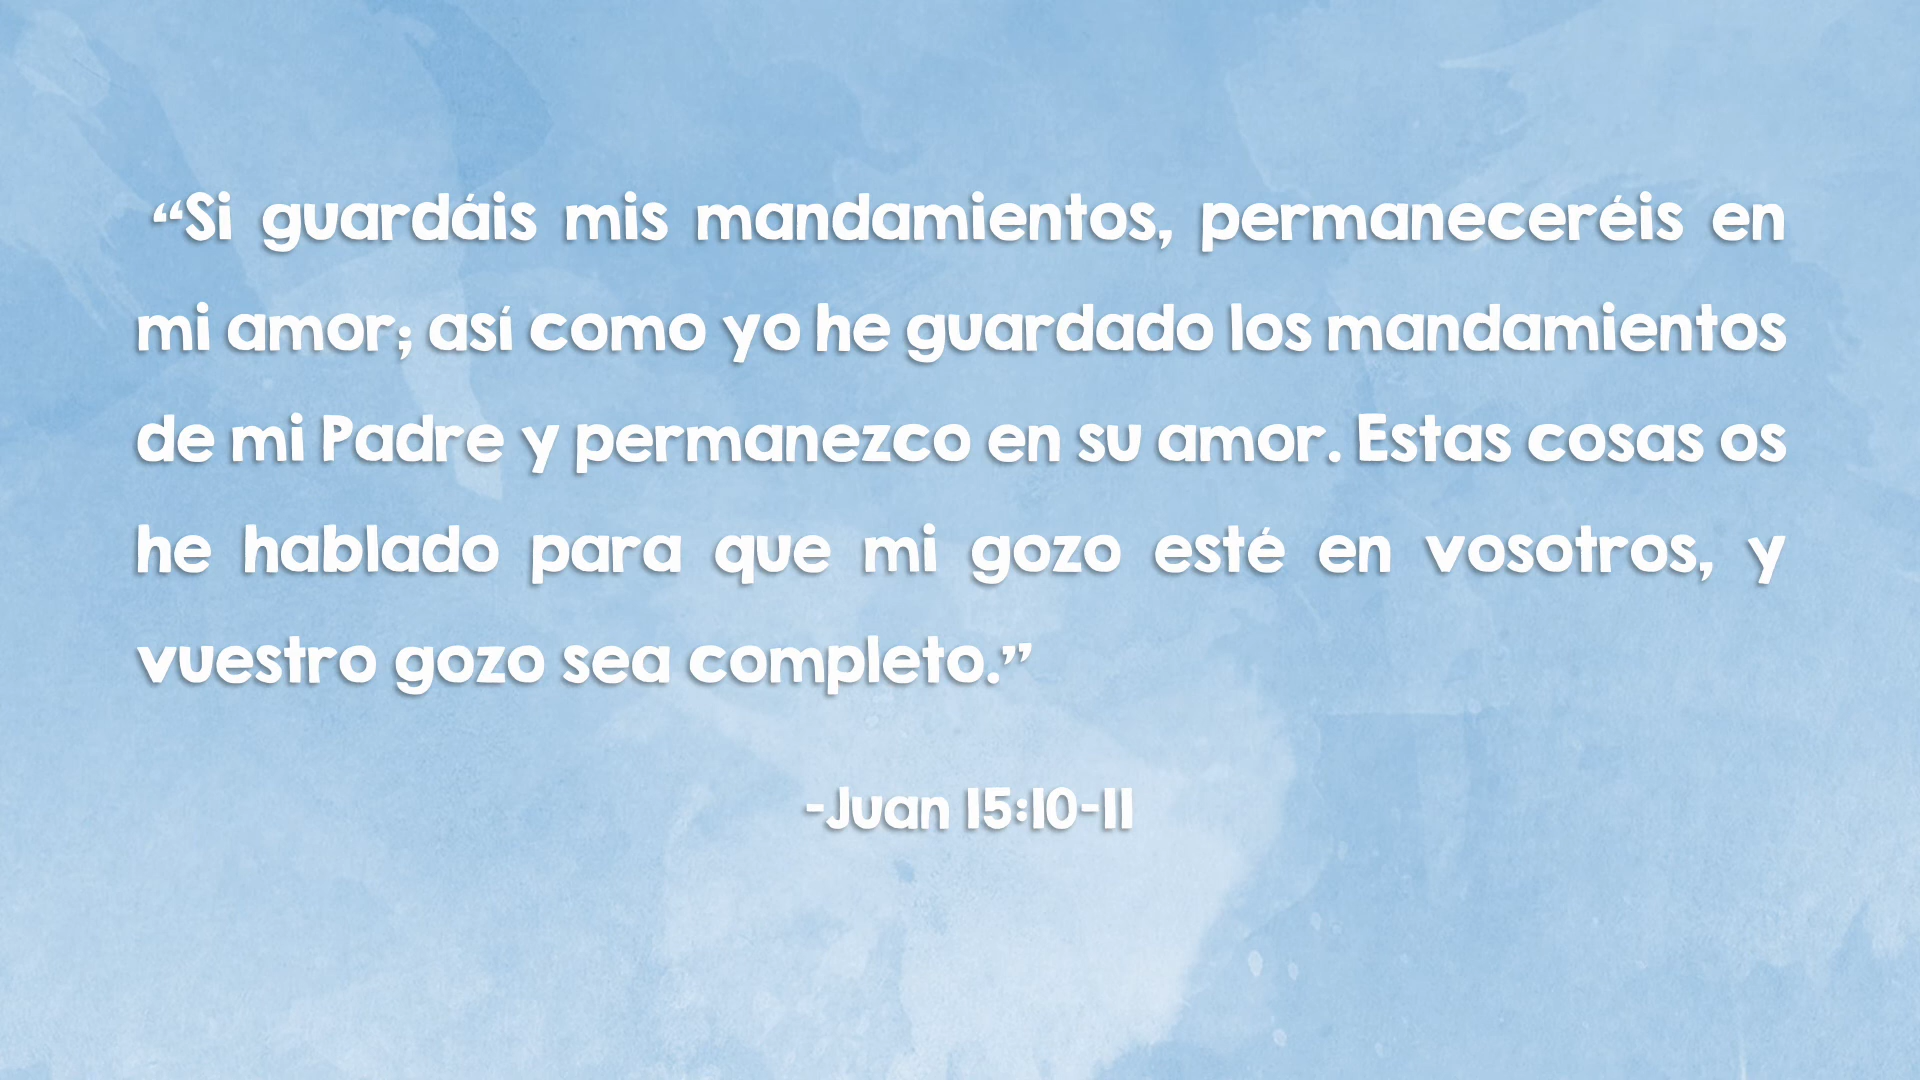 “Si guardáis mis mandamientos, permaneceréis en
mi amor; así como yo he guardado los mandamientos
de mi Padre y permanezco en su amor. Estas cosas os
he hablado para que mi gozo esté en vosotros, y
vuestro gozo sea completo.”
-Juan 15:10-11